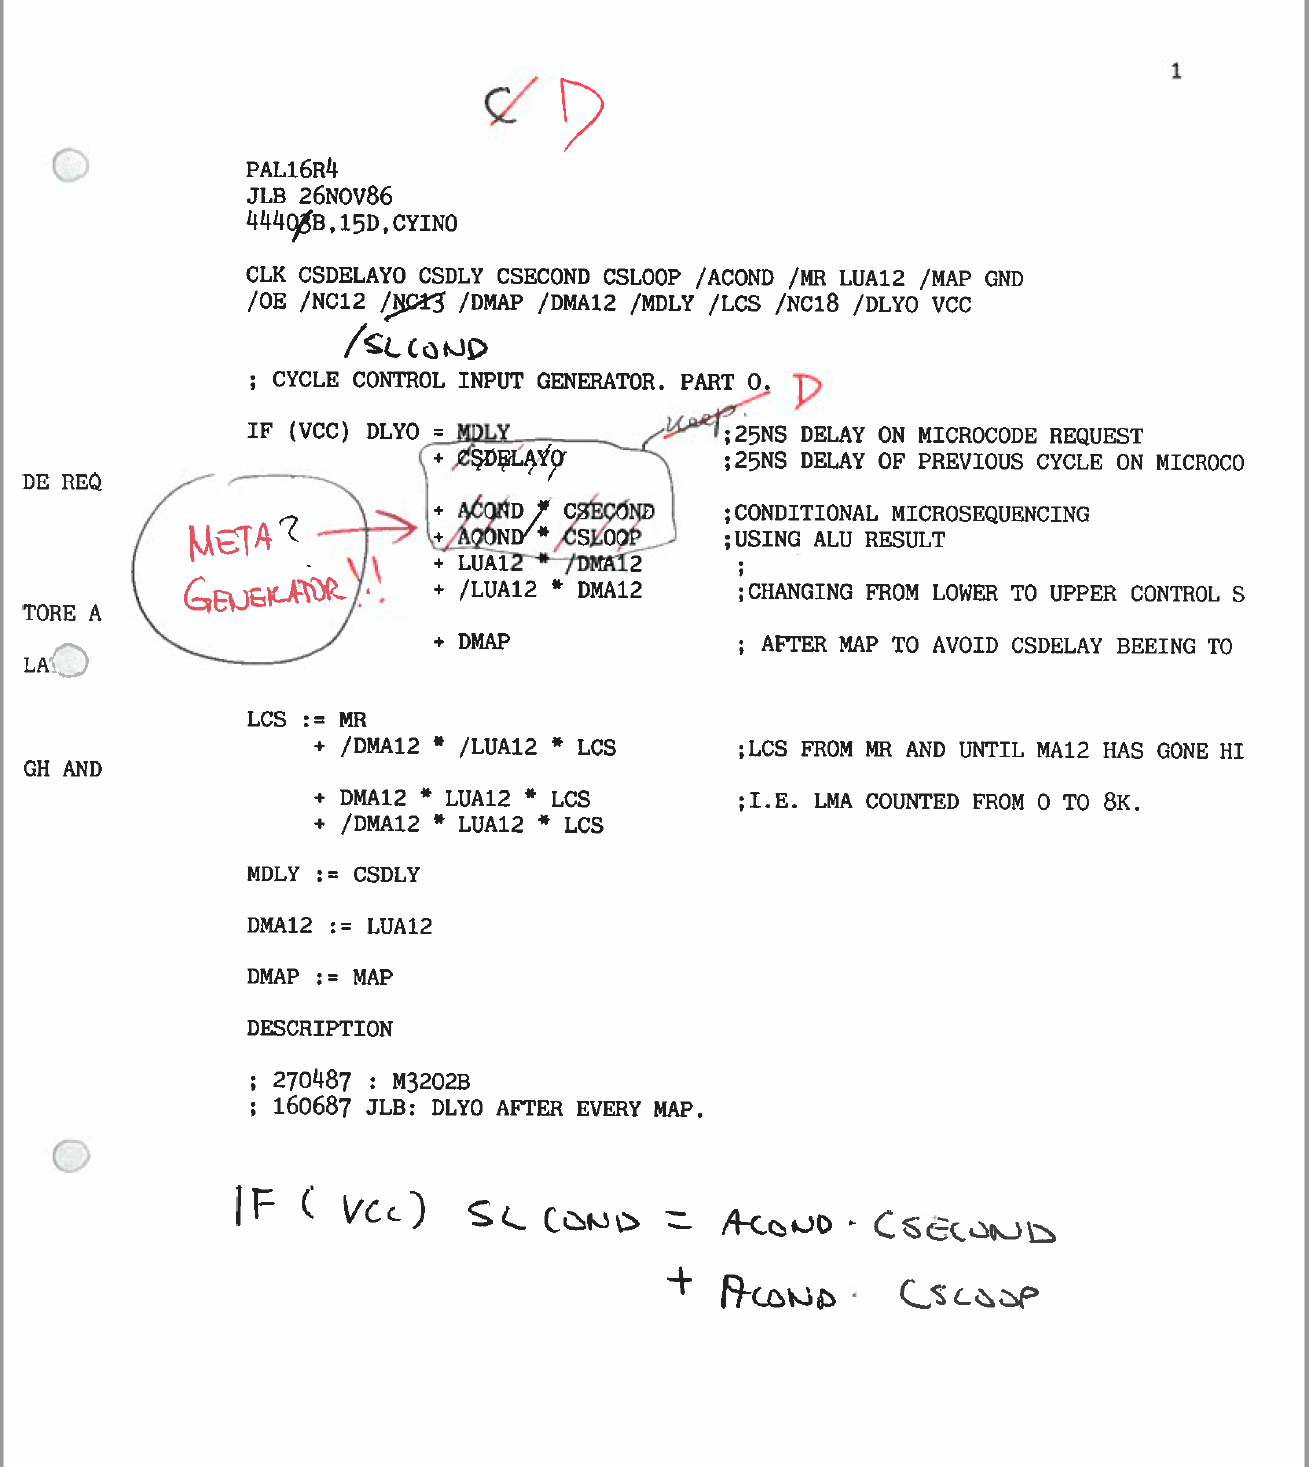 1
C D
PAL16R4
JLB 26NOV86
44403B,15D,CYINO
CLK CSDELAYO CSDLY CSECOND CSLOOP /ACOND /MR LUA12 /MAP GND
/OE /NC12 /NC13 /DMAP /DMA12 /MDLY /LCS /NC18 /DLYO VCC
/SLCOND
; CYCLE CONTROL INPUT GENERATOR. PART 0. D
keep.
IF (VCC) DLYO = MDLY ;25NS DELAY ON MICROCODE REQUEST
+ CSDELAYO ;25NS DELAY OF PREVIOUS CYCLE ON MICROCO
DE REQ
+ ACOND * CSECOND ;CONDITIONAL MICROSEQUENCING
META? + ACOND * CSLOOP ;USING ALU RESULT
+ LUA12 * /DMA12 ;
GENERATOR!! + /LUA12 * DMA12 ;CHANGING FROM LOWER TO UPPER CONTROL S
TORE A
+ DMAP ; AFTER MAP TO AVOID CSDELAY BEEING TO
LA
LCS := MR
+ /DMA12 * /LUA12 * LCS ;LCS FROM MR AND UNTIL MA12 HAS GONE HI
GH AND
+ DMA12 * LUA12 * LCS ;I.E. LMA COUNTED FROM 0 TO 8K.
+ /DMA12 * LUA12 * LCS
MDLY := CSDLY
DMA12 := LUA12
DMAP := MAP
DESCRIPTION
; 270487 : M3202B
; 160687 JLB: DLYO AFTER EVERY MAP.
IF (VCC) SLCOND = ACOND · CSECOND
+ ACOND · CSLOOP